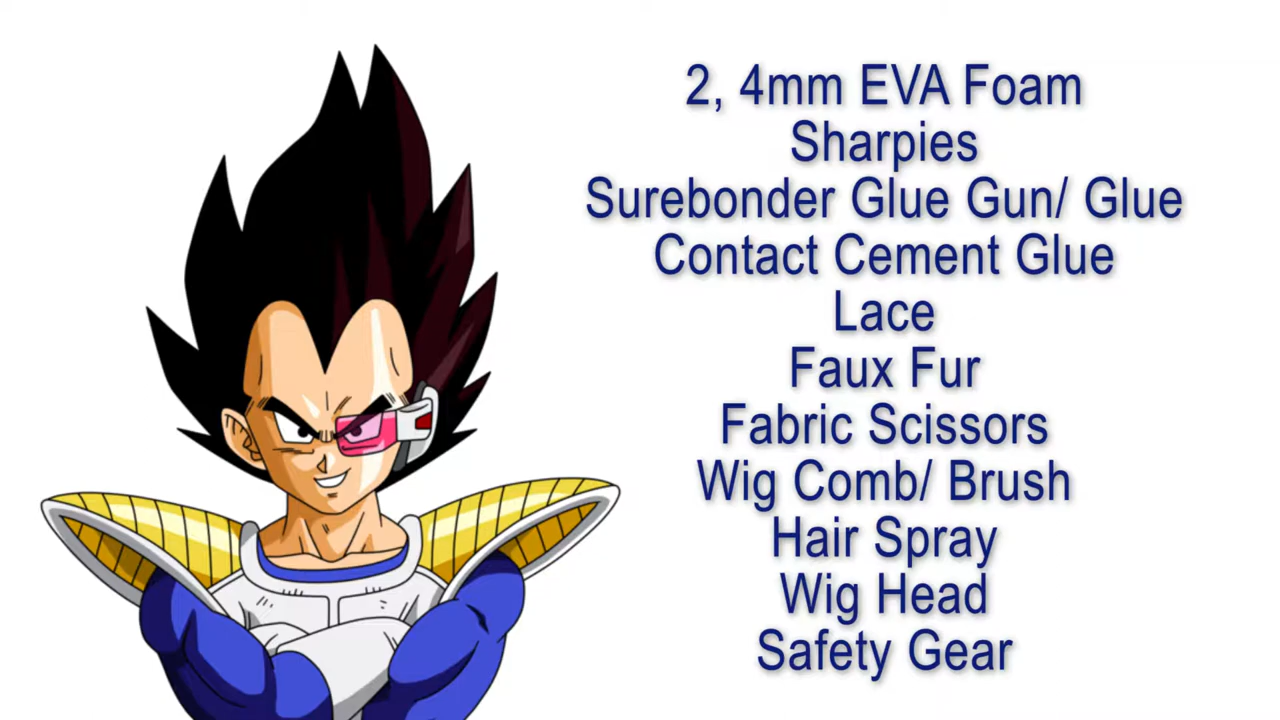 2, 4mm EVA Foam
Sharpies
Surebonder Glue Gun/ Glue
Contact Cement Glue
Lace
Faux Fur
Fabric Scissors
Wig Comb/ Brush
Hair Spray
Wig Head
Safety Gear